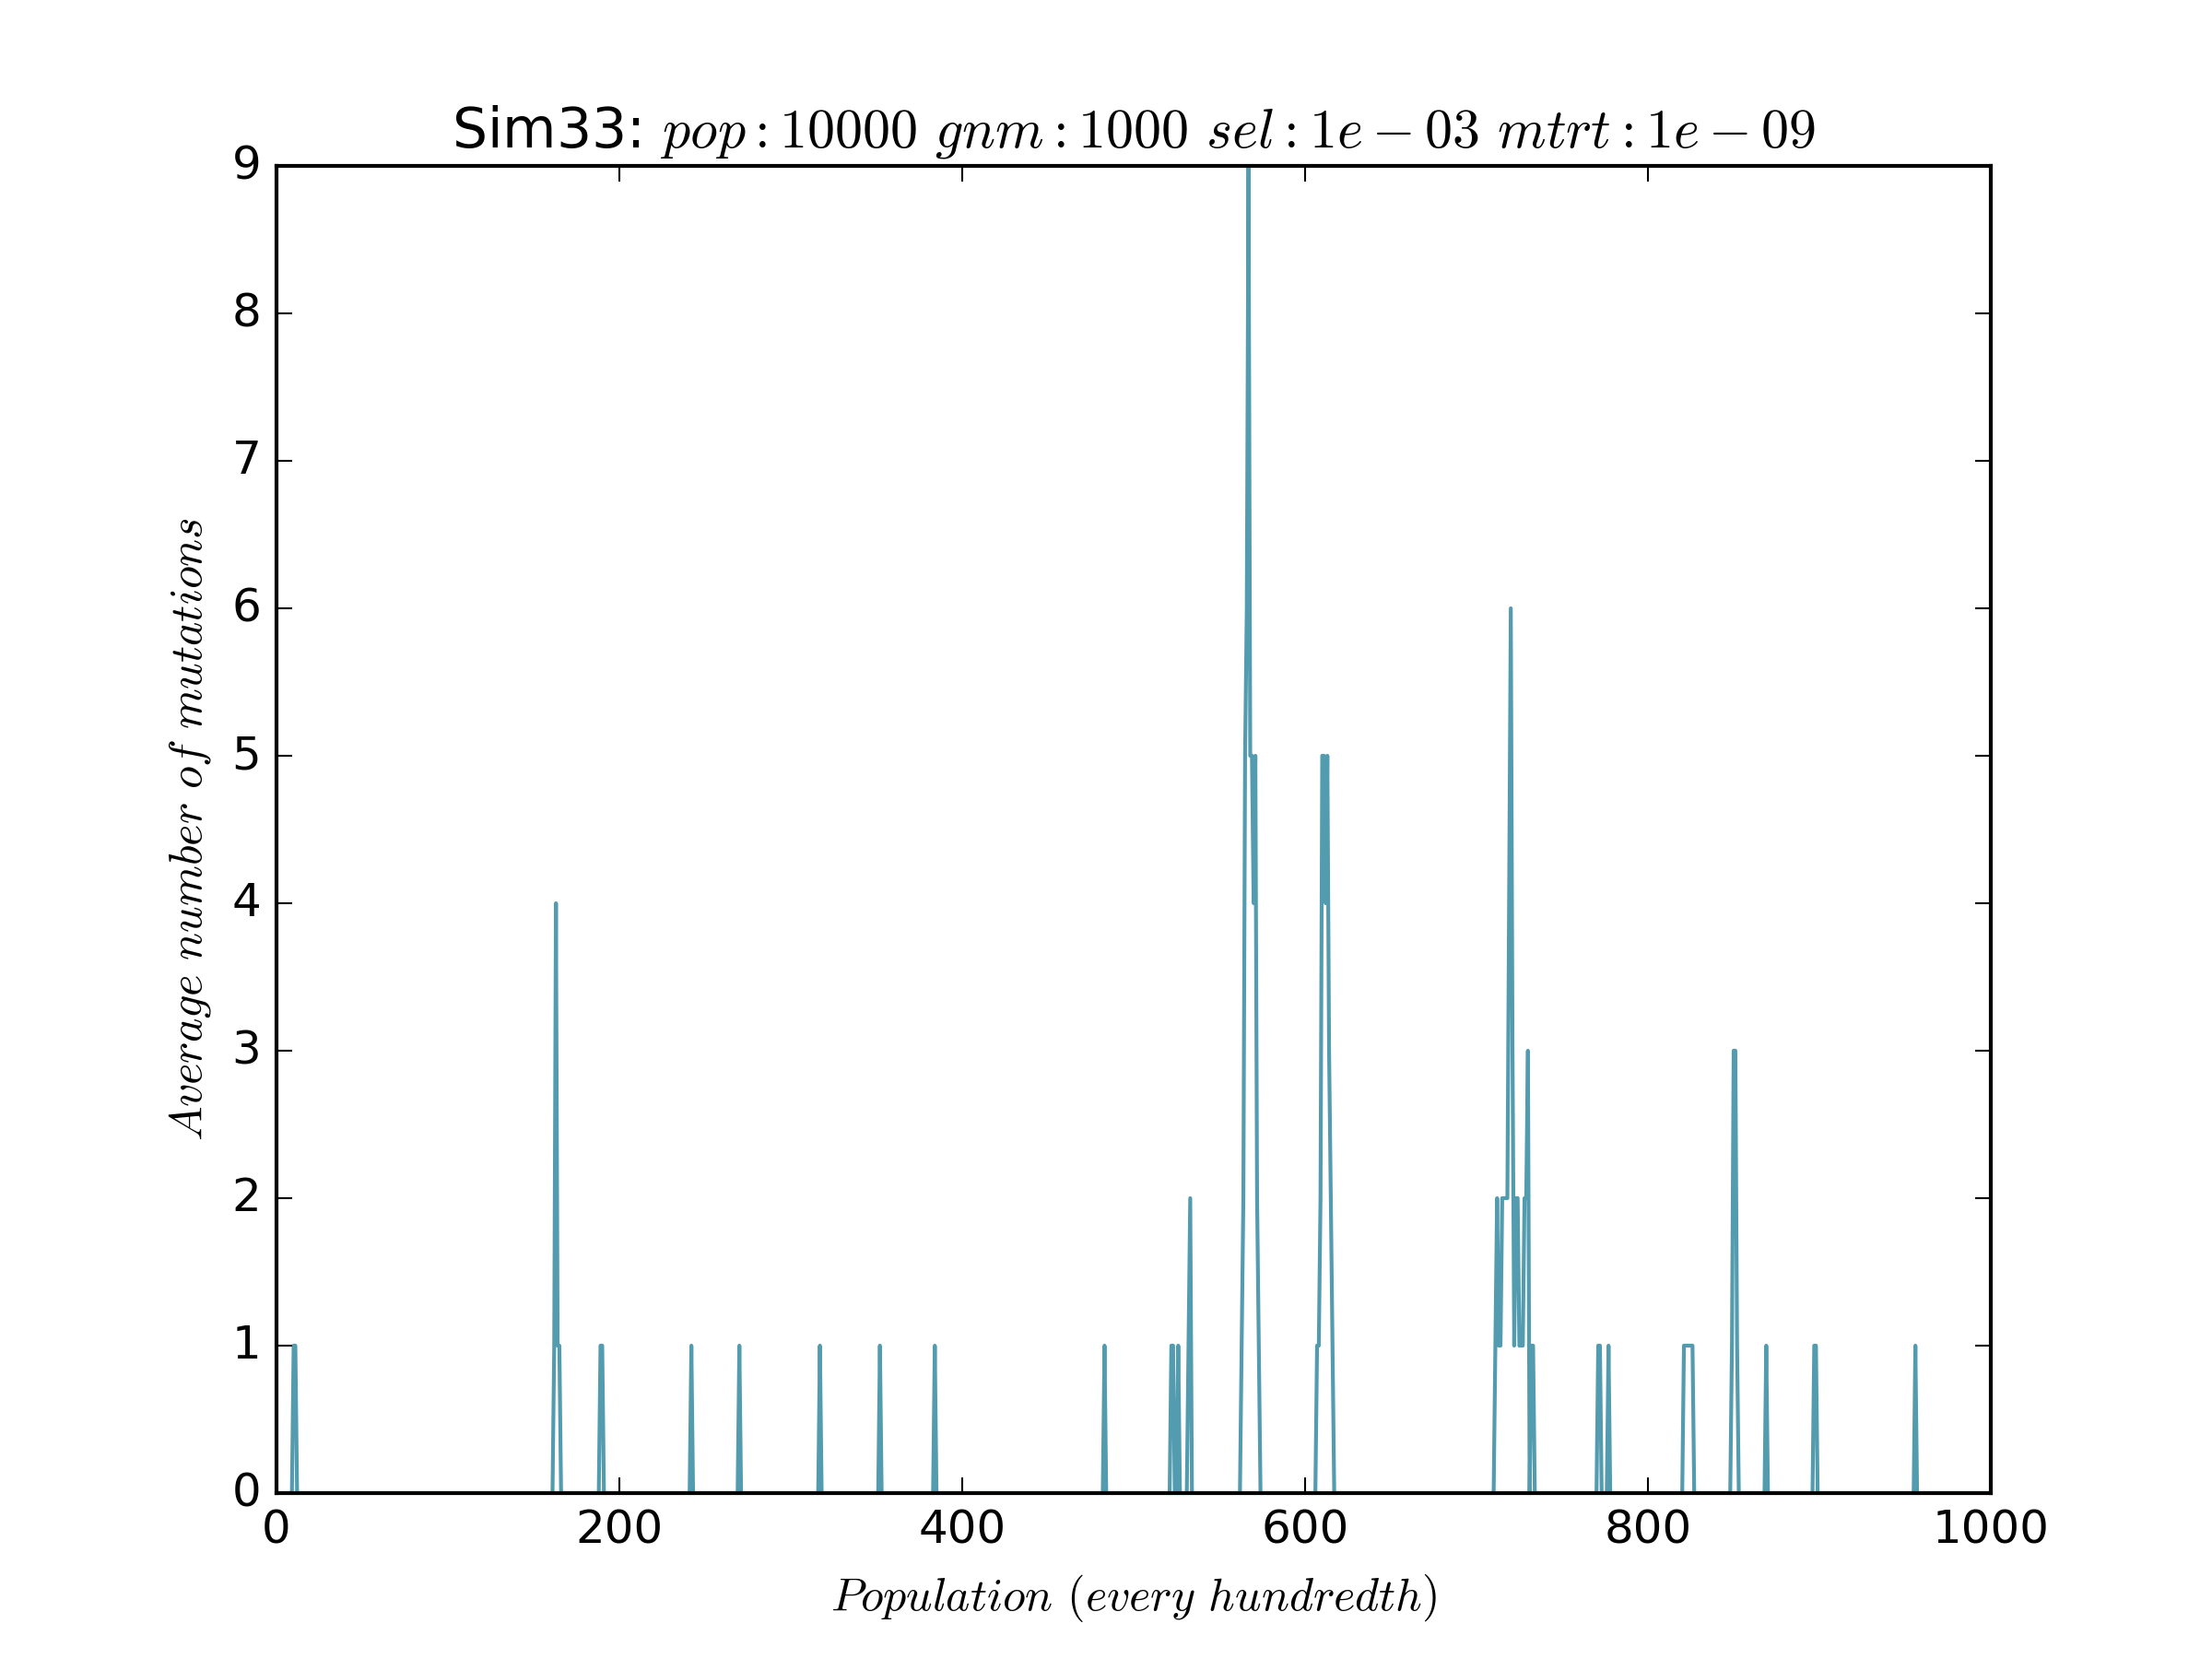 Sim33: pop : 10000 gnm : 1000 sel : 1e − 03 mtrt : 1e − 09
9
8
7
6
5
4
3
2
1
0
Average number of mutations
0 200 400 600 800 1000
Population (every hundredth)